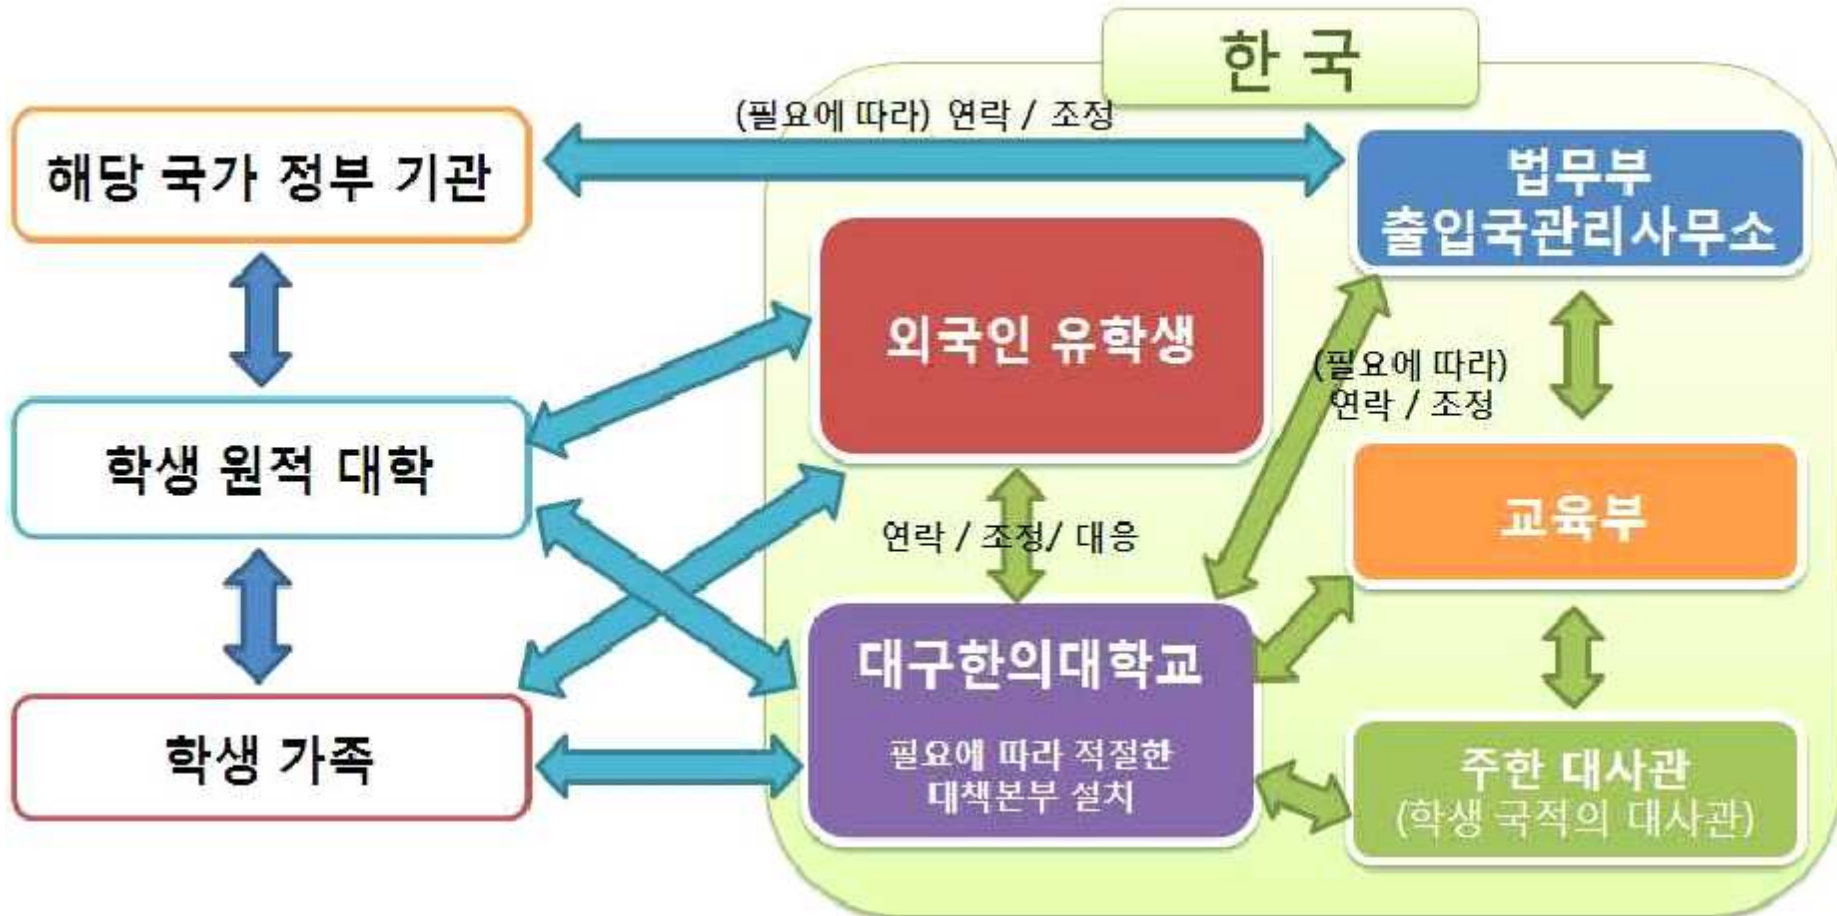 한 국
(필요에 따라) 연락 / 조정
해당 국가 정부 기관
법무부
출입국관리사무소
외국인 유학생
(필요에 따라)
연락 / 조정
학생 원적 대학
교육부
연락 / 조정/ 대응
대구한의대학교
필요에 따라 적절한
대책본부 설치
학생 가족
주한 대사관
(학생 국적의 대사관)